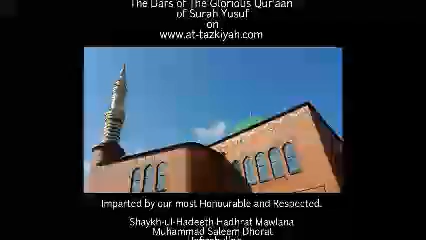 The Dars of The Glorious Qur'aan
of Surah Yusuf
on
www.at-tazkiyah.com
Imparted by our most Honourable and Respected.
Shaykh-ul-Hadeeth Hadhrat Mawlana
Muhammad Saleem Dhorat